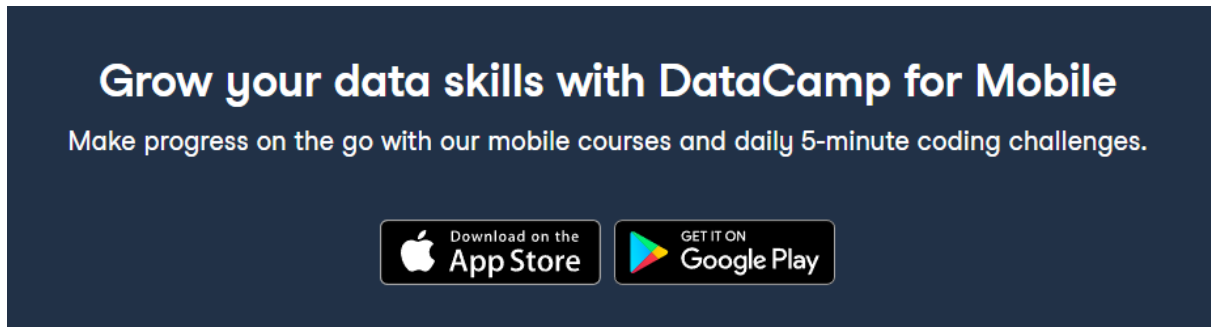 Grow your data skills with DataCamp for Mobile
Make progress on the go with our mobile courses and daily 5-minute coding challenges.
Download on the
App Store
GET IT ON
Google Play